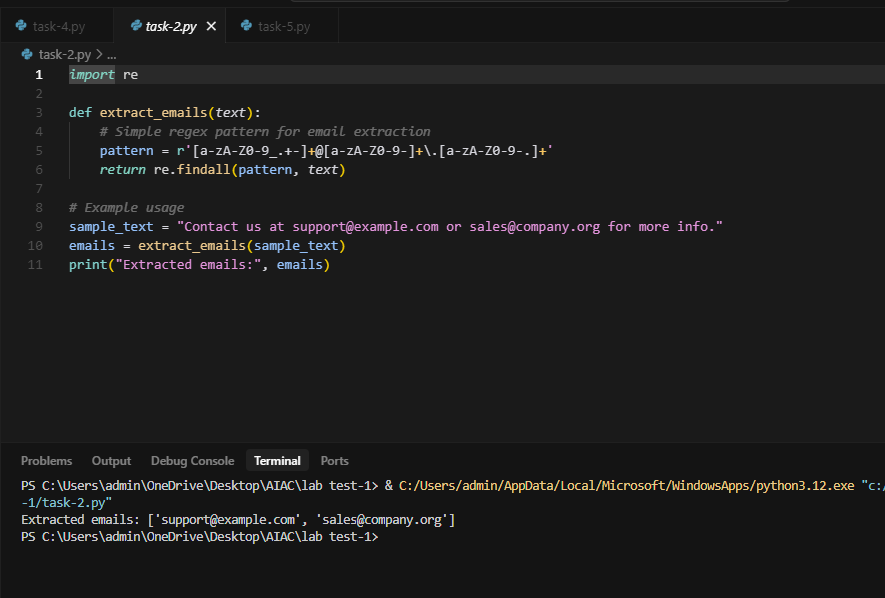 task-4.py task-2.py task-5.py
task-2.py > ...
1 import re
2
3 def extract_emails(text):
4 # Simple regex pattern for email extraction
5 pattern = r'[a-zA-Z0-9_.+-]+@[a-zA-Z0-9-]+\.[a-zA-Z0-9-.]+'
6 return re.findall(pattern, text)
7
8 # Example usage
9 sample_text = "Contact us at support@example.com or sales@company.org for more info."
10 emails = extract_emails(sample_text)
11 print("Extracted emails:", emails)
Problems Output Debug Console Terminal Ports
PS C:\Users\admin\OneDrive\Desktop\AIAC\lab test-1> & C:/Users/admin/AppData/Local/Microsoft/WindowsApps/python3.12.exe "c:/
-1/task-2.py"
Extracted emails: ['support@example.com', 'sales@company.org']
PS C:\Users\admin\OneDrive\Desktop\AIAC\lab test-1>